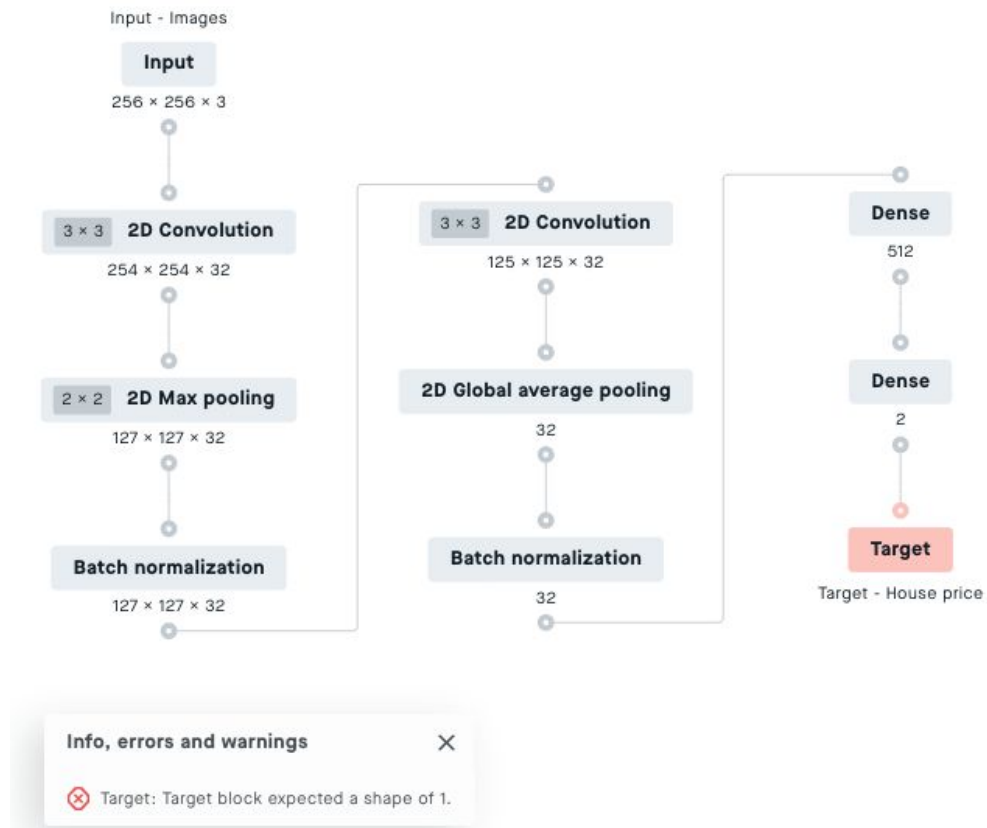 Input - Images
Input
256 × 256 × 3
3 × 3 2D Convolution
254 × 254 × 32
2 × 2 2D Max pooling
127 × 127 × 32
Batch normalization
127 × 127 × 32
3 × 3 2D Convolution
125 × 125 × 32
2D Global average pooling
32
Batch normalization
32
Dense
512
Dense
2
Target
Target - House price
Info, errors and warnings
Target: Target block expected a shape of 1.